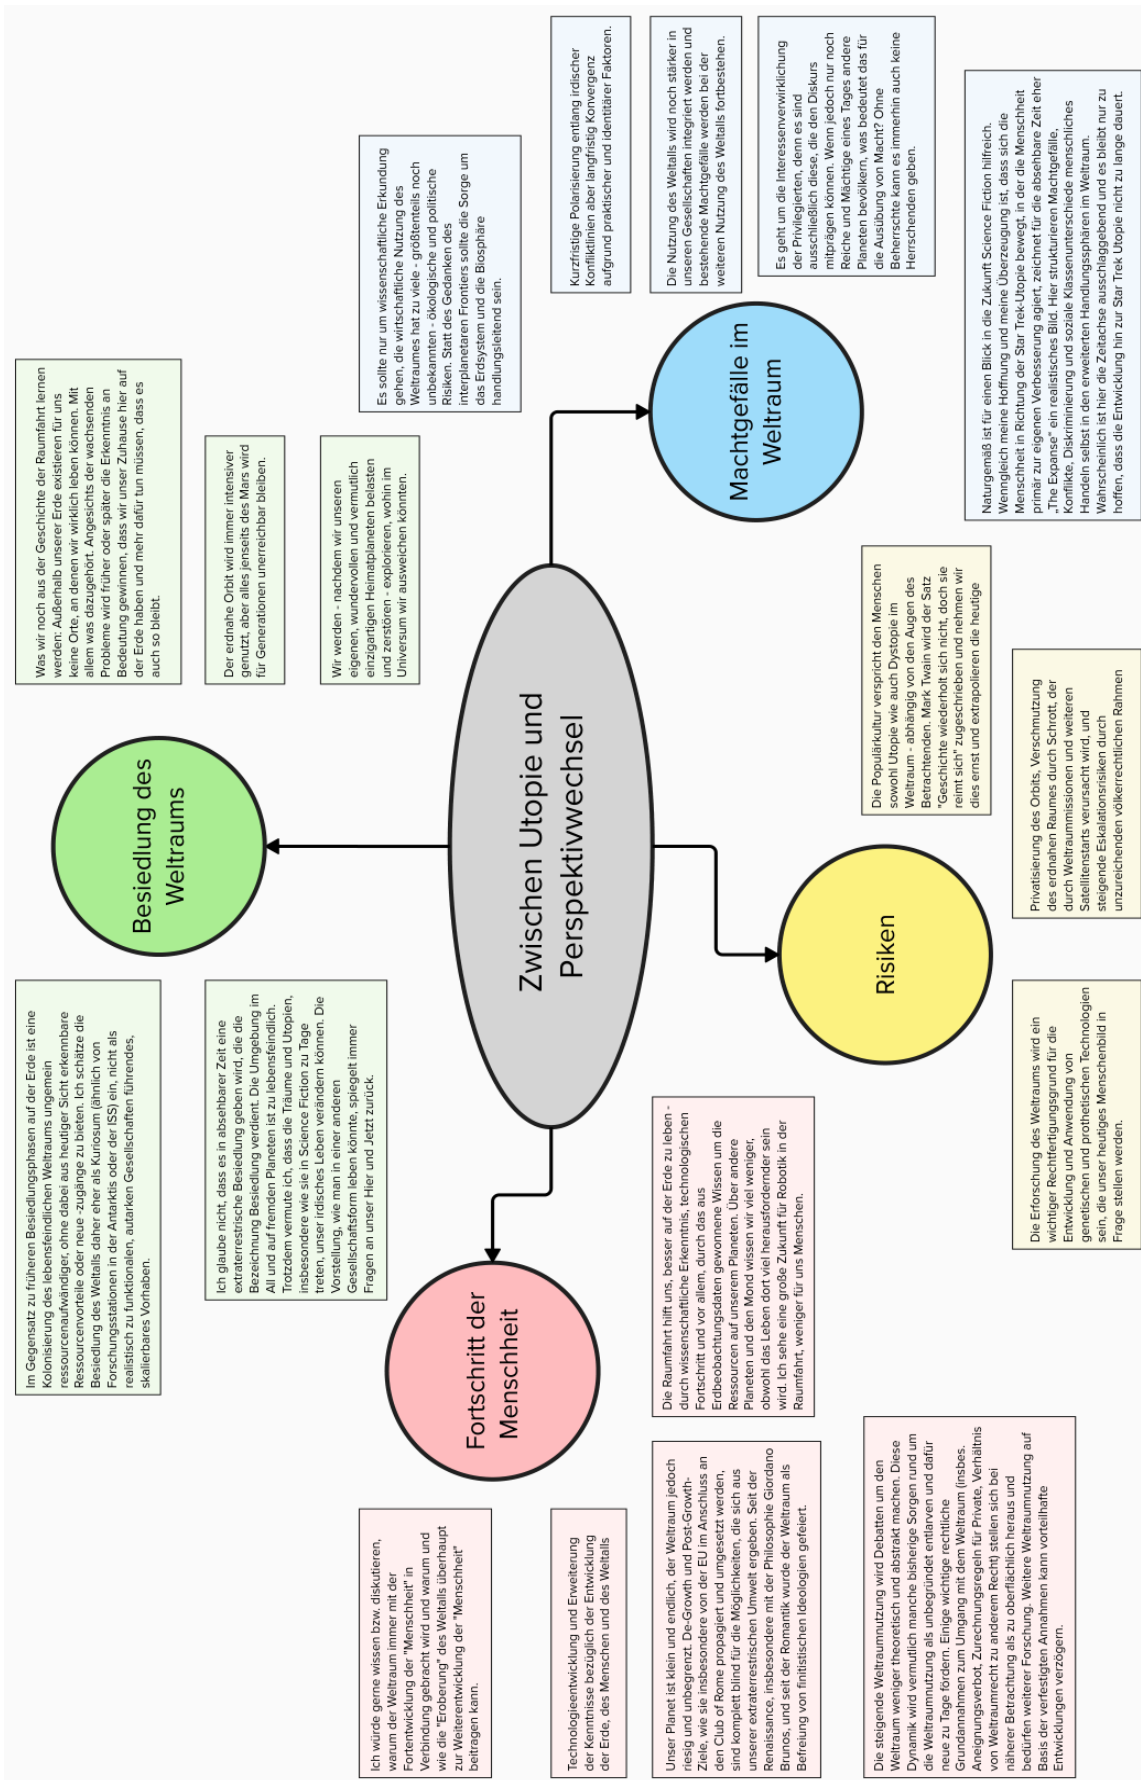 Im Gegensatz zu früheren Besiedlungsphasen auf der Erde ist eine
Kolonisierung des lebensfeindlichen Weltraums ungemein
ressourcenaufwändiger, ohne dabei aus heutiger Sicht erkennbare
Ressourcenvorteile oder neue -zugänge zu bieten. Ich schätze die
Besiedlung des Weltalls daher eher als Kuriosum (ähnlich von
Forschungsstationen in der Antarktis oder der ISS) ein, nicht als
realistisch zu funktionalen, autarken Gesellschaften führendes,
skalierbares Vorhaben.
Ich glaube nicht, dass es in absehbarer Zeit eine
extraterrestrische Besiedlung geben wird, die die
Bezeichnung Besiedlung verdient. Die Umgebung im
All und auf fremden Planeten ist zu lebensfeindlich.
Trotzdem vermute ich, dass die Träume und Utopien,
insbesondere wie sie in Science Fiction zu Tage
treten, unser irdisches Leben verändern können. Die
Vorstellung, wie man in einer anderen
Gesellschaftsform leben könnte, spiegelt immer
Fragen an unser Hier und Jetzt zurück.
Besiedlung des
Weltraums
Was wir noch aus der Geschichte der Raumfahrt lernen
werden: Außerhalb unserer Erde existieren für uns
keine Orte, an denen wir wirklich leben können. Mit
allem was dazugehört. Angesichts der wachsenden
Probleme wird früher oder später die Erkenntnis an
Bedeutung gewinnen, dass wir unser Zuhause hier auf
der Erde haben und mehr dafür tun müssen, dass es
auch so bleibt.
Der erdnahe Orbit wird immer intensiver
genutzt, aber alles jenseits des Mars wird
für Generationen unerreichbar bleiben.
Wir werden - nachdem wir unseren
eigenen, wundervollen und vermutlich
einzigartigen Heimatplaneten belasten
und zerstören - explorieren, wohin im
Universum wir ausweichen könnten.
Ich würde gerne wissen bzw. diskutieren,
warum der Weltraum immer mit der
Fortentwicklung der "Menschheit" in
Verbindung gebracht wird und warum und
wie die "Eroberung" des Weltalls überhaupt
zur Weiterentwicklung der "Menschheit"
beitragen kann.
Fortschritt der
Menschheit
Zwischen Utopie und
Perspektivwechsel
Es sollte nur um wissenschaftliche Erkundung
gehen, die wirtschaftliche Nutzung des
Weltraumes hat zu viele - größtenteils noch
unbekannten - ökologische und politische
Risiken. Statt des Gedanken des
interplanetaren Frontiers sollte die Sorge um
das Erdsystem und die Biosphäre
handlungsleitend sein.
Technologieentwicklung und Erweiterung
der Kenntnisse bezüglich der Entwicklung
der Erde, des Menschen und des Weltalls
Kurzfristige Polarisierung entlang irdischer
Konfliktlinien aber langfristig Konvergenz
aufgrund praktischer und identitärer Faktoren.
Unser Planet ist klein und endlich, der Weltraum jedoch
riesig und unbegrenzt. De-Growth und Post-Growth-
Ziele, wie sie insbesondere von der EU im Anschluss an
den Club of Rome propagiert und umgesetzt werden,
sind komplett blind für die Möglichkeiten, die sich aus
unserer extraterrestrischen Umwelt ergeben. Seit der
Renaissance, insbesondere mit der Philosophie Giordano
Brunos, und seit der Romantik wurde der Weltraum als
Befreiung von finitistischen Ideologien gefeiert.
Die Raumfahrt hilft uns, besser auf der Erde zu leben -
durch wissenschaftliche Erkenntnis, technologischen
Fortschritt und vor allem, durch das aus
Erdbeobachtungsdaten gewonnene Wissen um die
Ressourcen auf unserem Planeten. Über andere
Planeten und den Mond wissen wir viel weniger,
obwohl das Leben dort viel herausfordernder sein
wird. Ich sehe eine große Zukunft für Robotik in der
Raumfahrt, weniger für uns Menschen.
Machtgefälle im
Weltraum
Die Nutzung des Weltalls wird noch stärker in
unseren Gesellschaften integriert werden und
bestehende Machtgefälle werden bei der
weiteren Nutzung des Weltalls fortbestehen.
Es geht um die Interessenverwirklichung
der Privilegierten, denn es sind
ausschließlich diese, die den Diskurs
mitprägen können. Wenn jedoch nur noch
Reiche und Mächtige eines Tages andere
Planeten bevölkern, was bedeutet das für
die Ausübung von Macht? Ohne
Beherrschte kann es immerhin auch keine
Herrschenden geben.
Die steigende Weltraumnutzung wird Debatten um den
Weltraum weniger theoretisch und abstrakt machen. Diese
Dynamik wird vermutlich manche bisherige Sorgen rund um
die Weltraumnutzung als unbegründet entlarven und dafür
neue zu Tage fördern. Einige wichtige rechtliche
Grundannahmen zum Umgang mit dem Weltraum (insbes.
Aneignungsverbot, Zurechnungsregeln für Private, Verhältnis
von Weltraumrecht zu anderem Recht) stellen sich bei
näherer Betrachtung als zu oberflächlich heraus und
bedürfen weiterer Forschung. Weitere Weltraumnutzung auf
Basis der verfestigten Annahmen kann vorteilhafte
Entwicklungen verzögern.
Risiken
Die Populärkultur verspricht den Menschen
sowohl Utopie wie auch Dystopie im
Weltraum - abhängig von den Augen des
Betrachtenden. Mark Twain wird der Satz
"Geschichte wiederholt sich nicht, doch sie
reimt sich" zugeschrieben und nehmen wir
dies ernst und extrapolieren die heutige
Die Erforschung des Weltraums wird ein
wichtiger Rechtfertigungsgrund für die
Entwicklung und Anwendung von
genetischen und prothetischen Technologien
sein, die unser heutiges Menschenbild in
Frage stellen werden.
Privatisierung des Orbits, Verschmutzung
des erdnahen Raumes durch Schrott, der
durch Weltraummissionen und weiteren
Satellitenstarts verursacht wird, und
steigende Eskalationsrisiken durch
unzureichenden völkerrechtlichen Rahmen
Naturgemäß ist für einen Blick in die Zukunft Science Fiction hilfreich.
Wenngleich meine Hoffnung und meine Überzeugung ist, dass sich die
Menschheit in Richtung der Star Trek-Utopie bewegt, in der die Menschheit
primär zur eigenen Verbesserung agiert, zeichnet für die absehbare Zeit eher
„The Expanse" ein realistisches Bild. Hier strukturieren Machtgefälle,
Konflikte, Diskriminierung und soziale Klassenunterschiede menschliches
Handeln selbst in den erweiterten Handlungssphären im Weltraum.
Wahrscheinlich ist hier die Zeitachse ausschlaggebend und es bleibt nur zu
hoffen, dass die Entwicklung hin zur Star Trek Utopie nicht zu lange dauert.